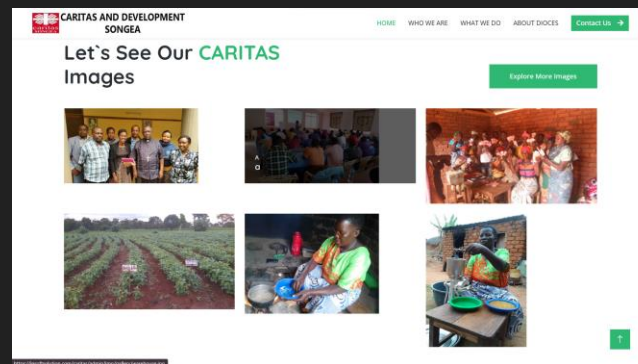 CARITAS AND DEVELOPMENT
SONGEA
HOME WHO WE ARE WHAT WE DO ABOUT DIOCES Contact Us →
Let`s See Our CARITAS
Images
Explore More Images
A
a